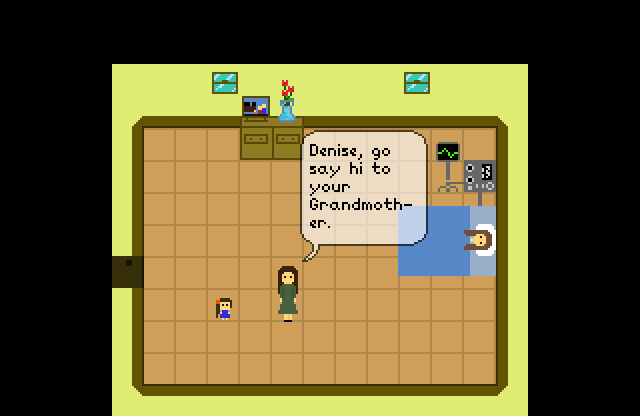 Denise, go
say hi to
your
Grandmoth-
er.